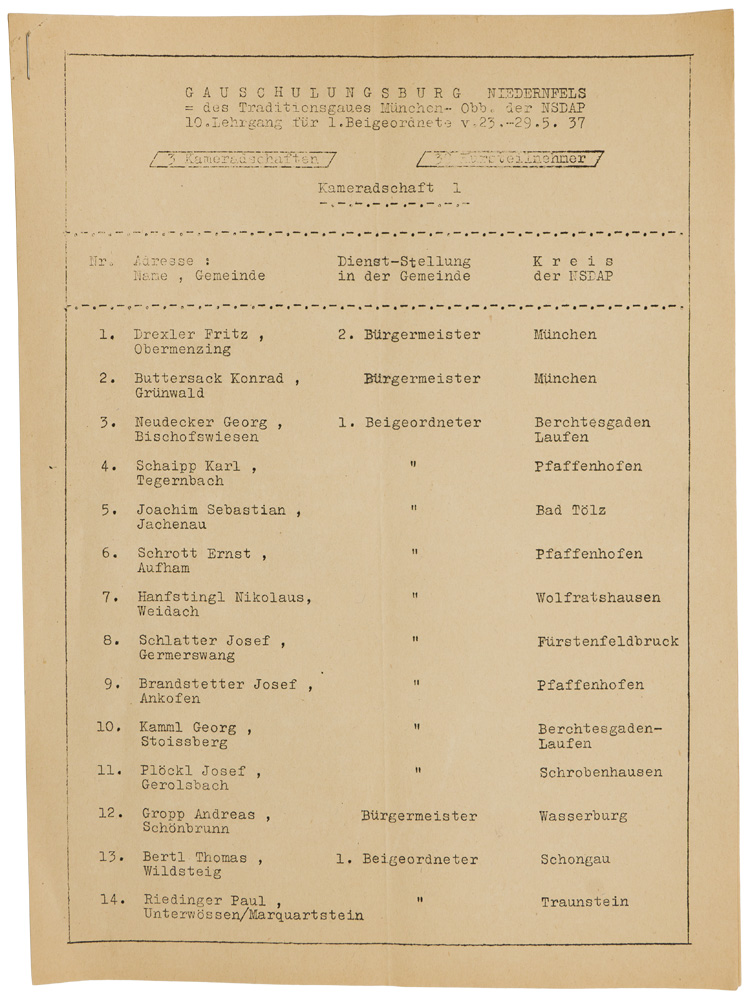 GAUSCHULUNGSBURG NIEDERNFELS
= des Traditionsgaues München- Obb. der NSDAP
10.Lehrgang für 1.Beigeordnete v.23.-29.5. 37
3 Kameradschaften
Kursteilnehmer
Kameradschaft 1
Nr. Adresse : Dienst-Stellung K r e i s
Name , Gemeinde in der Gemeinde der NSDAP
1. Drexler Fritz , 2. Bürgermeister München
Obermenzing
2. Buttersack Konrad , Bürgermeister München
Grünwald
3. Neudecker Georg , 1. Beigeordneter Berchtesgaden
Bischofswiesen Laufen
4. Schaipp Karl , " Pfaffenhofen
Tegernbach
5. Joachim Sebastian , " Bad Tölz
Jachenau
6. Schrott Ernst , " Pfaffenhofen
Aufham
7. Hanfstingl Nikolaus, " Wolfratshausen
Weidach
8. Schlatter Josef , " Fürstenfeldbruck
Germerswang
9. Brandstetter Josef , " Pfaffenhofen
Ankofen
10. Kamml Georg , " Berchtesgaden-
Stoissberg Laufen
11. Plöckl Josef , " Schrobenhausen
Gerolsbach
12. Gropp Andreas , Bürgermeister Wasserburg
Schönbrunn
13. Bertl Thomas , 1. Beigeordneter Schongau
Wildsteig
14. Riedinger Paul , " Traunstein
Unterwössen/Marquartstein